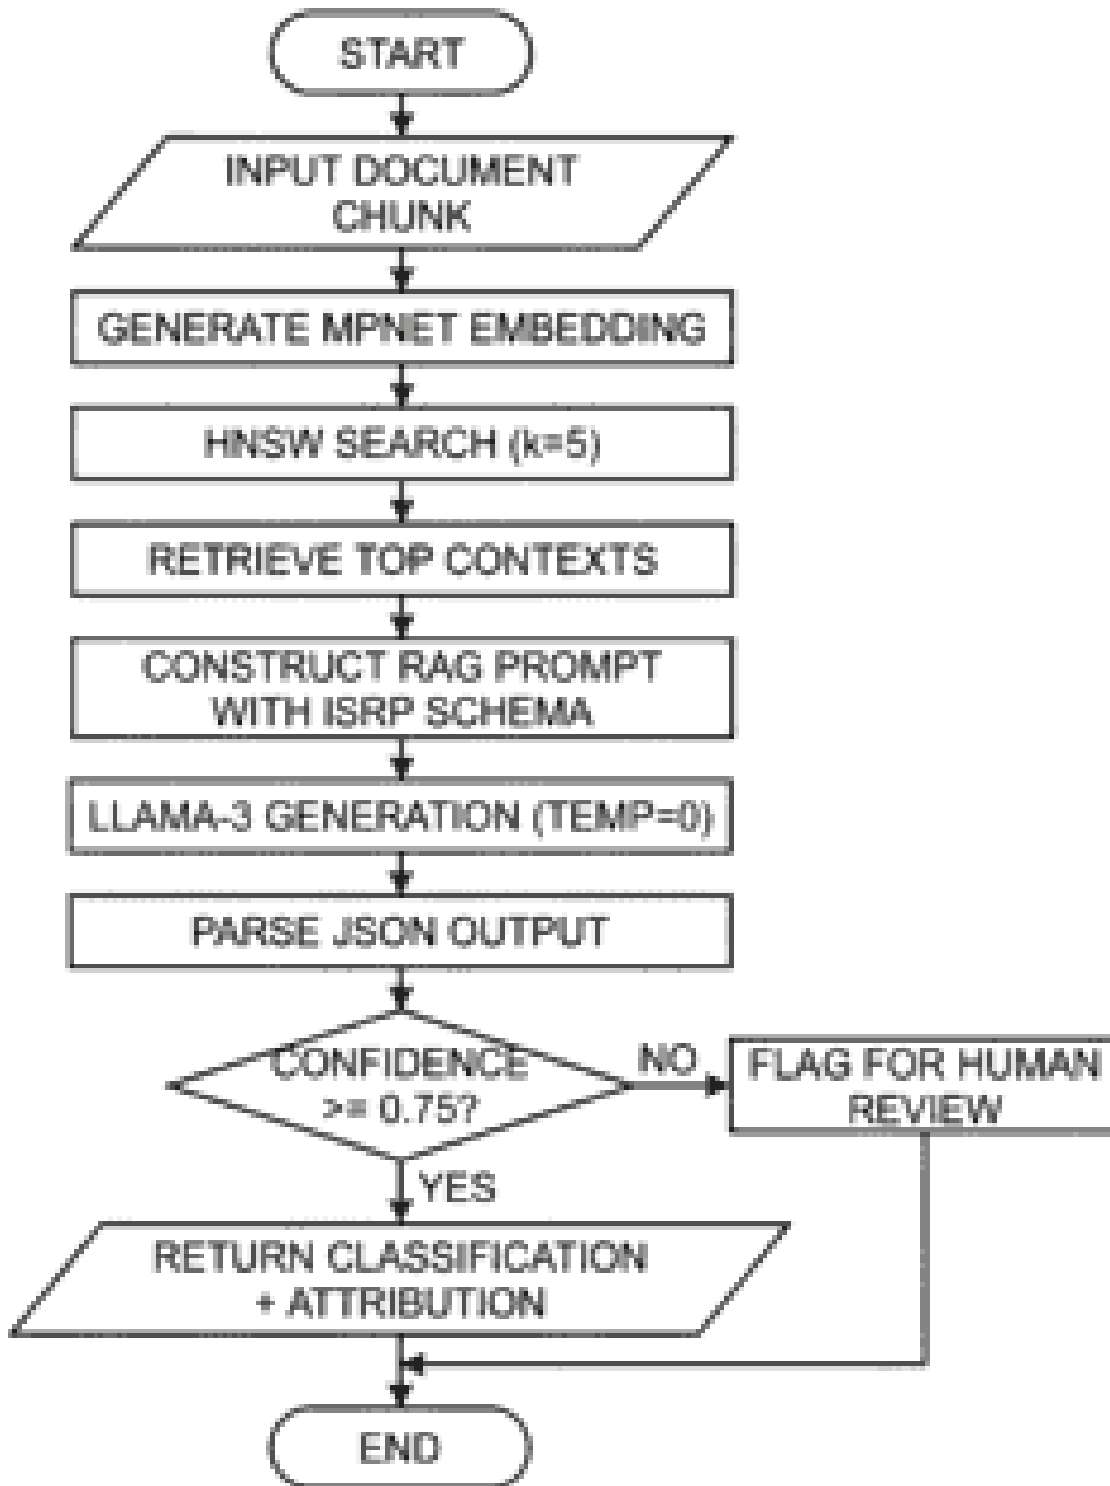 START
INPUT DOCUMENT
CHUNK
GENERATE MPNET EMBEDDING
HNSW SEARCH (k=5)
RETRIEVE TOP CONTEXTS
CONSTRUCT RAG PROMPT
WITH ISRP SCHEMA
LLAMA-3 GENERATION (TEMP=0)
PARSE JSON OUTPUT
CONFIDENCE
>= 0.75?
NO
FLAG FOR HUMAN
REVIEW
YES
RETURN CLASSIFICATION
+ ATTRIBUTION
END